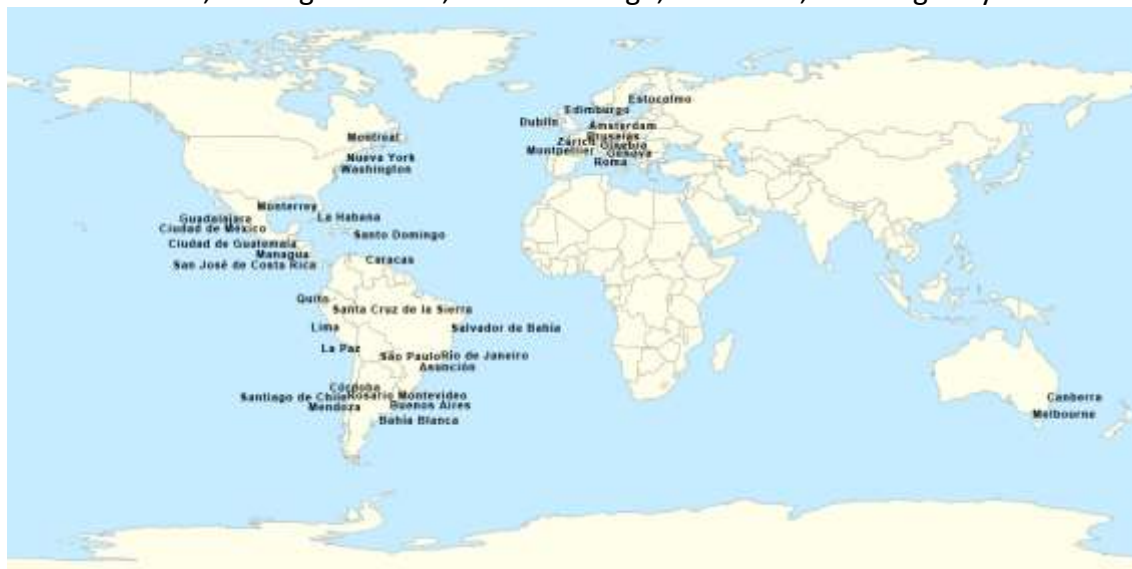 Estocolmo
Edimburgo
Dublin
Amsterdam
Bruselas
Zúrich
Ginebra
Montpellier
Génova
Roma
Montreal
Nueva York
Washington
Monterrey
Guadalajara
La Habana
Ciudad de México
Santo Domingo
Ciudad de Guatemala
Managua
Caracas
San José de Costa Rica
Quito
Santa Cruz de la Sierra
Lima
Salvador de Bahía
La Paz
São Paulo Río de Janeiro
Asunción
Córdoba
Santiago de Chile Rosario Montevideo
Mendoza
Buenos Aires
Bahía Blanca
Canberra
Melbourne